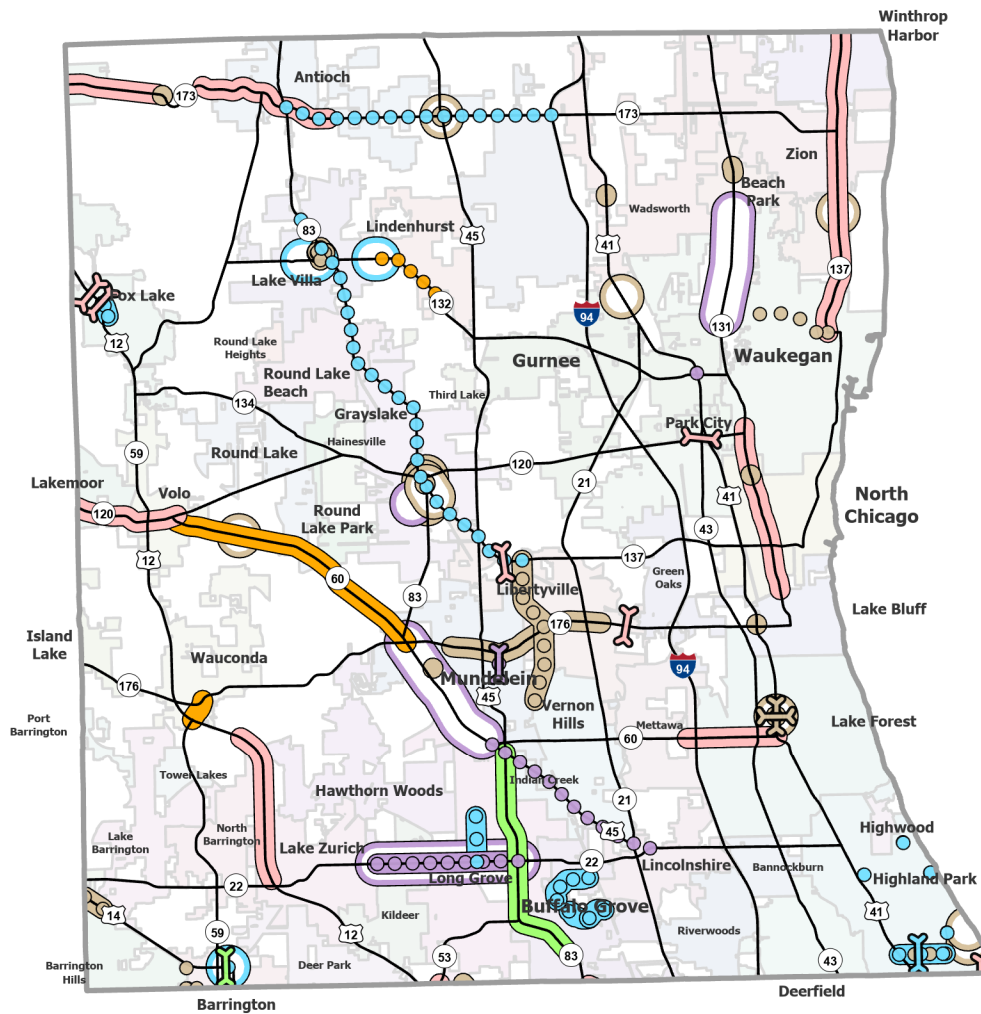 Winthrop
Harbor
Antioch
173
173
Zion
Beach
Park
Wadsworth
Lindenhurst
83
45
41
Lake Villa
137
Fox Lake
132
94
12
131
Round Lake
Heights
Gurnee
Waukegan
Round Lake
Beach
Third Lake
134
Grayslake
Park City
Hainesville
59
Round Lake
120
Lakemoor
21
Volo
41
North
Chicago
120
Round
Lake Park
43
12
137
Green
Oaks
60
Libertyville
83
Lake Bluff
176
Island
Lake
Wauconda
94
Mundelein
176
45
Vernon
Hills
Port
Barrington
Mettawa
Lake Forest
60
Tower Lakes
Indian Creek
Hawthorn Woods
21
North
Barrington
45
Highwood
Lake
Barrington
Lake Zurich
22
Lincolnshire
Bannockburn
Long Grove
Highland Park
22
Buffalo Grove
14
Kildeer
41
59
12
Riverwoods
Barrington
Hills
Deer Park
53
83
43
Deerfield
Barrington